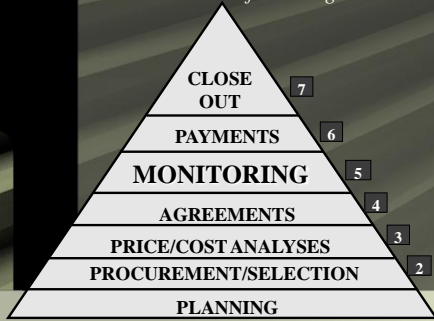 CLOSE
OUT
7
PAYMENTS
6
MONITORING
5
4
AGREEMENTS
3
PRICE/COST ANALYSES
2
PROCUREMENT/SELECTION
PLANNING